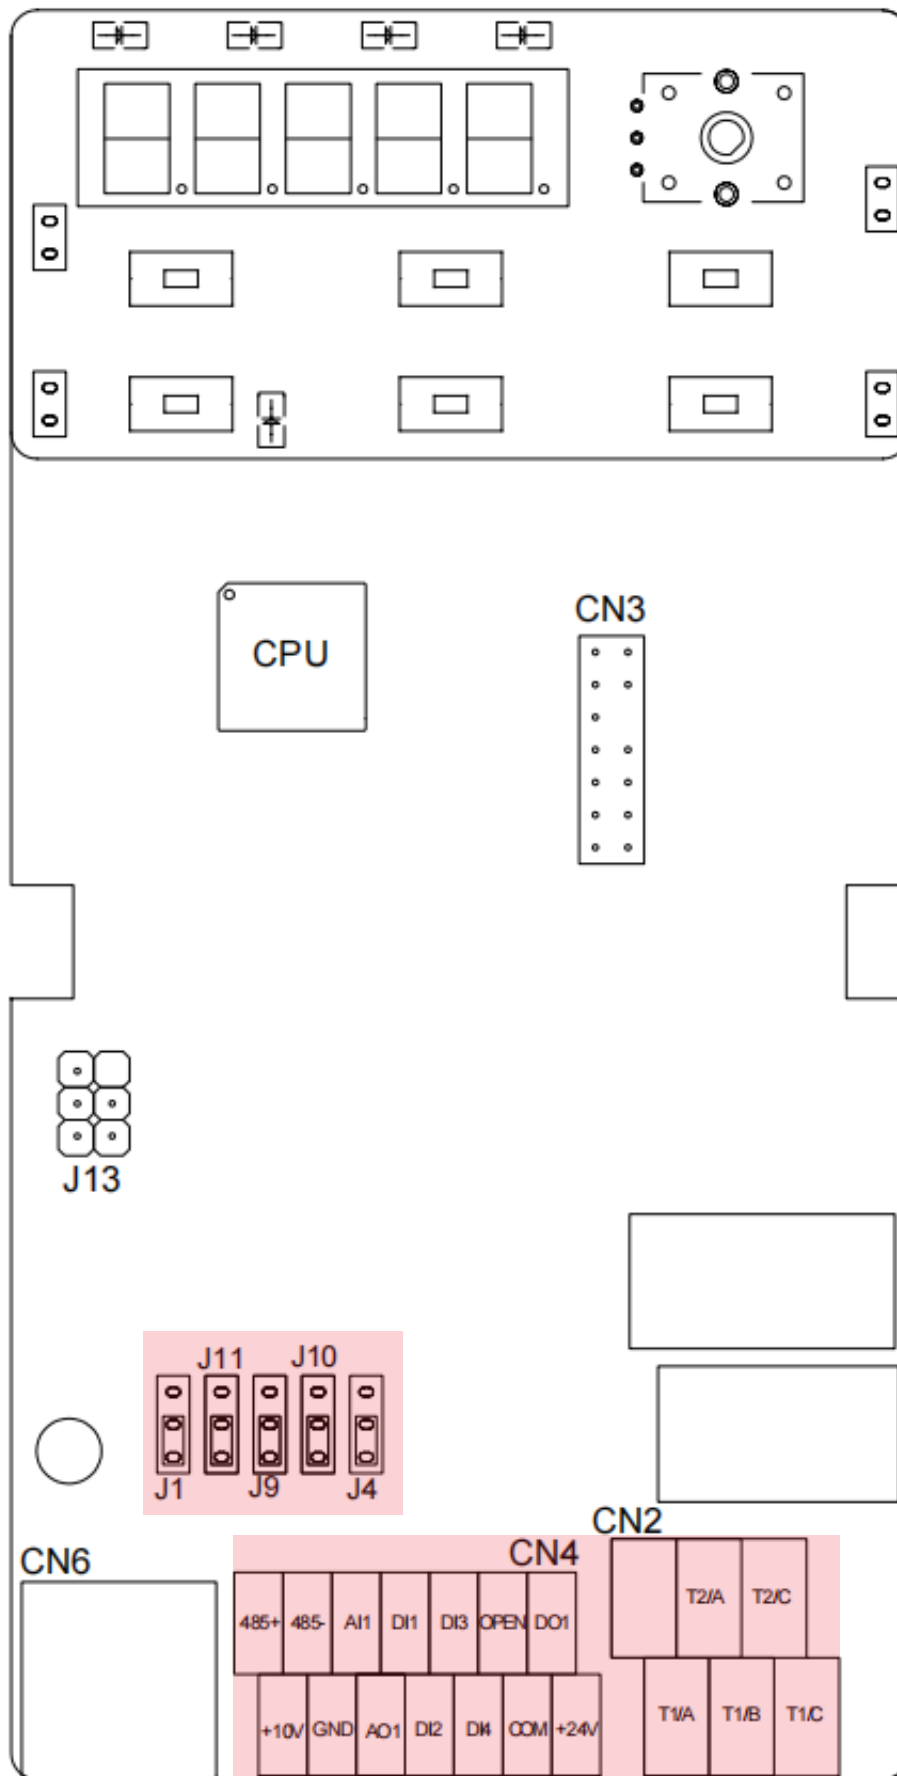 CPU
CN3
J13
J11 J10
J1 J9 J4
CN2
CN6 CN4
T2/A T2/C
485+ 485- AI1 DI1 DI3 OPEN DO1
T1/A T1/B T1/C
+10V GND AO1 DI2 DI4 COM +24V